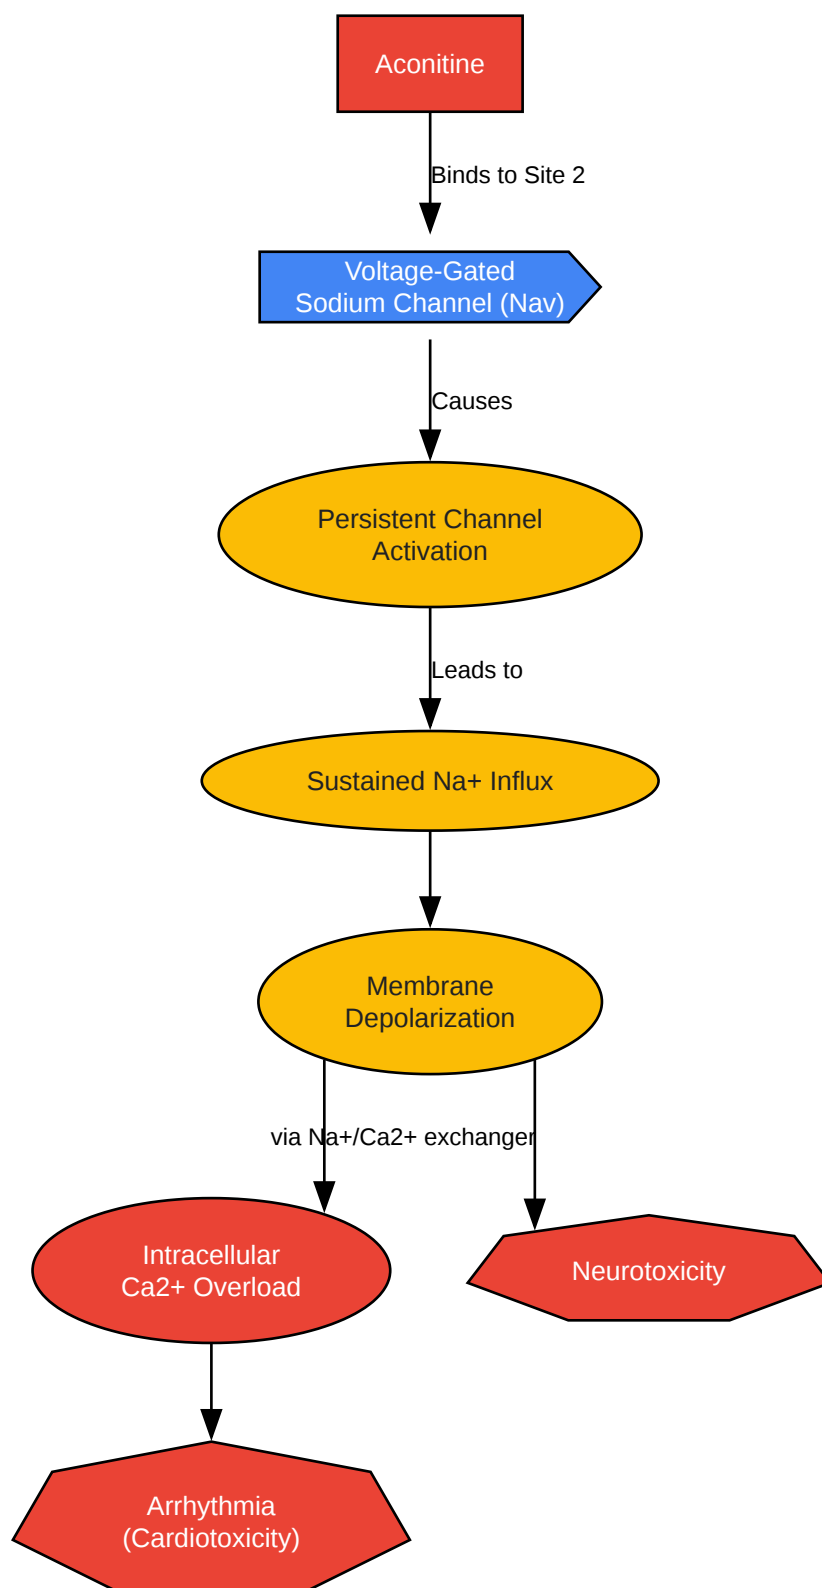 Aconitine
Binds to Site 2
Voltage-Gated
Sodium Channel (Nav)
Causes
Persistent Channel
Activation
Leads to
Sustained Na+ Influx
Membrane
Depolarization
via Na+/Ca2+ exchanger
Intracellular
Ca2+ Overload
Neurotoxicity
Arrhythmia
(Cardiotoxicity)